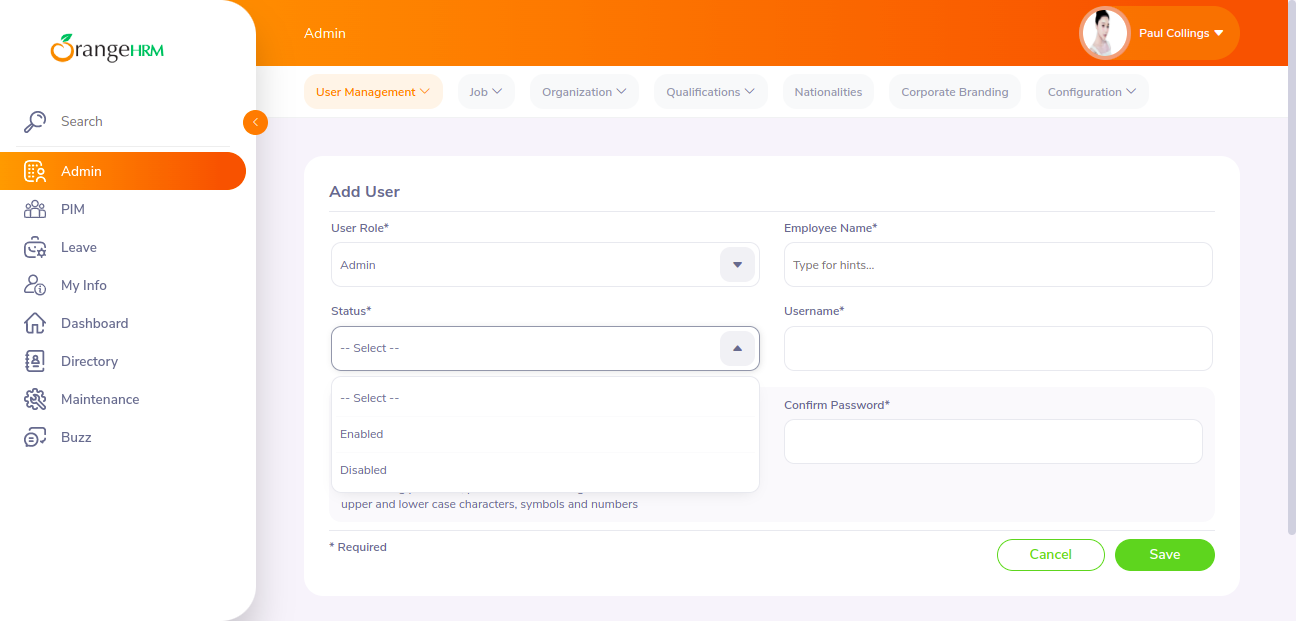 OrangeHRM
Admin
Paul Collings
User Management
Job
Organization
Qualifications
Nationalities
Corporate Branding
Configuration
Search
Admin
PIM
Leave
My Info
Dashboard
Directory
Maintenance
Buzz
Add User
User Role*
Employee Name*
Admin
Type for hints...
Status*
Username*
-- Select --
-- Select --
Enabled
Disabled
Confirm Password*
upper and lower case characters, symbols and numbers
* Required
Cancel
Save